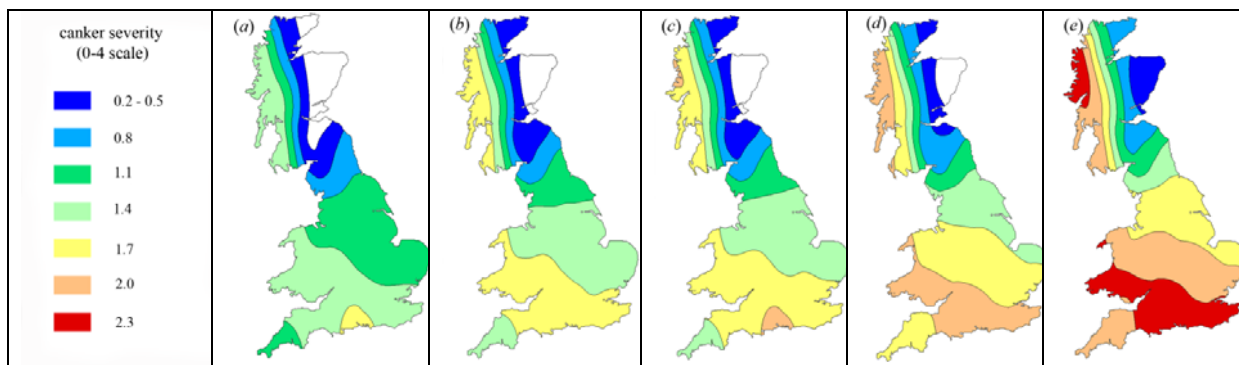 canker severity
(0-4 scale)
0.2 - 0.5
0.8
1.1
1.4
1.7
2.0
2.3
(a)
(b)
(c)
(d)
(e)